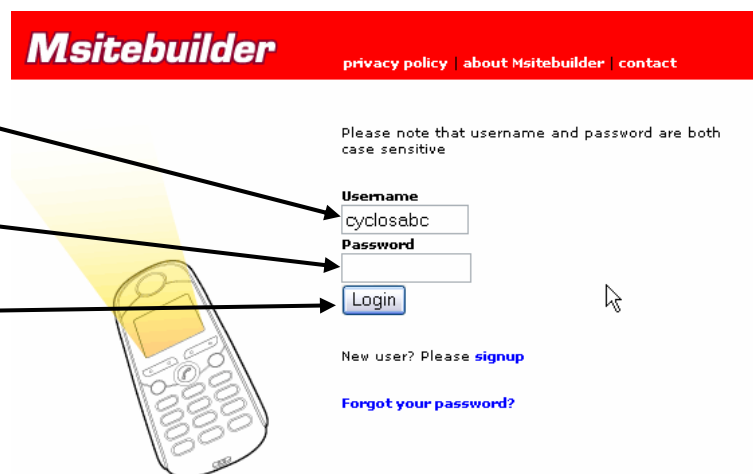 Msitebuilder
privacy policy | about Msitebuilder | contact
Please note that username and password are both
case sensitive
Username
cyclosabc
Password
Login
New user? Please signup
Forgot your password?